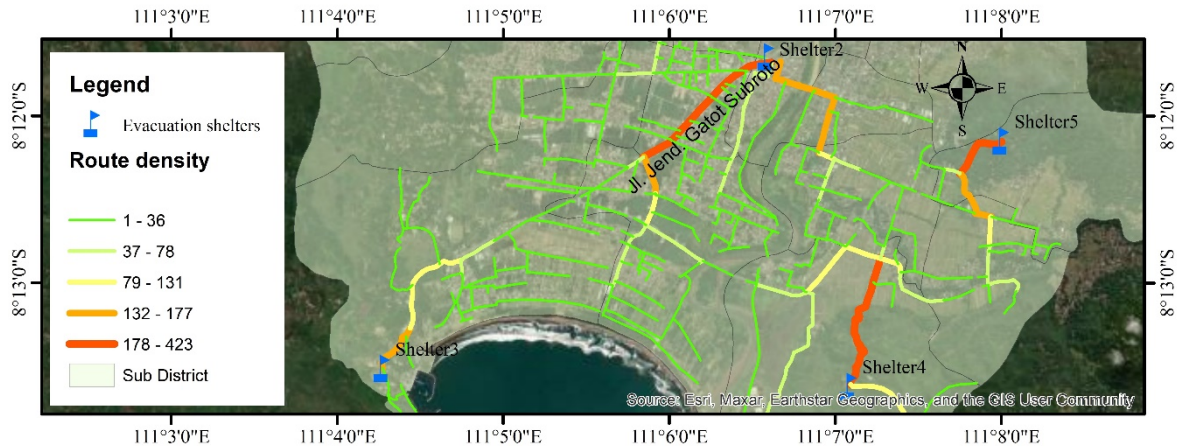 111°3'0"E 111°4'0"E 111°5'0"E 111°6'0"E 111°7'0"E 111°8'0"E
Legend
Evacuation shelters
Route density
1 - 36
37 - 78
79 - 131
132 - 177
178 - 423
Sub District
8°12'0"S
8°13'0"S
Shelter2
Jl. Jend. Gatot Subroto
N
W E
S
Shelter5
Shelter3
Shelter4
8°12'0"S
8°13'0"S
Source: Esri, Maxar, Earthstar Geographics, and the GIS User Community
111°3'0"E 111°4'0"E 111°5'0"E 111°6'0"E 111°7'0"E 111°8'0"E